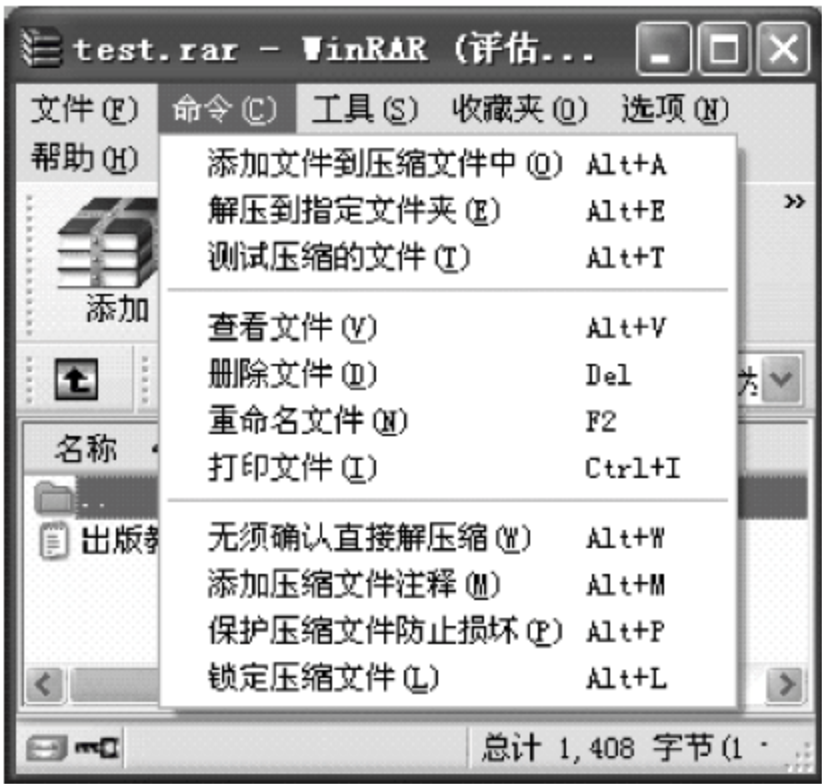 test.rar - WinRAR (评估...
文件(F) 命令(C) 工具(S) 收藏夹(O) 选项(N)
帮助(H)
添加文件到压缩文件中(Q) Alt+A
解压到指定文件夹(E) Alt+E
测试压缩的文件(T) Alt+T
添加
查看文件(V) Alt+V
删除文件(D) Del
重命名文件(N) F2
打印文件(I) Ctrl+I
名称
..
出版
无须确认直接解压缩(W) Alt+W
添加压缩文件注释(M) Alt+M
保护压缩文件防止损坏(P) Alt+P
锁定压缩文件(L) Alt+L
总计 1,408 字节(1